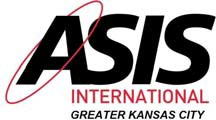 ASIS
INTERNATIONAL
GREATER KANSAS CITY